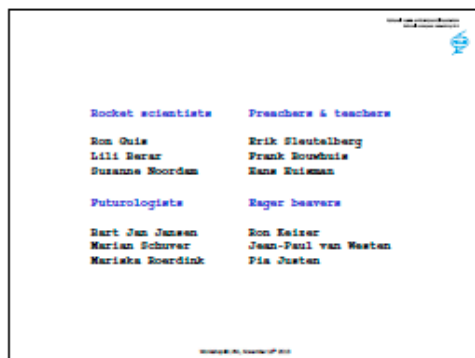 Rocket scientists
Ron Guis
Lili Berar
Suzanne Noordam
Preachers & teachers
Erik Sleutelberg
Frank Bouwhuis
Hans Huisman
Futurologists
Bart Jan Jansen
Marian Schuver
Mariska Roerdink
Eager beavers
Ron Keizer
Jean-Paul van Westen
Pia Justen